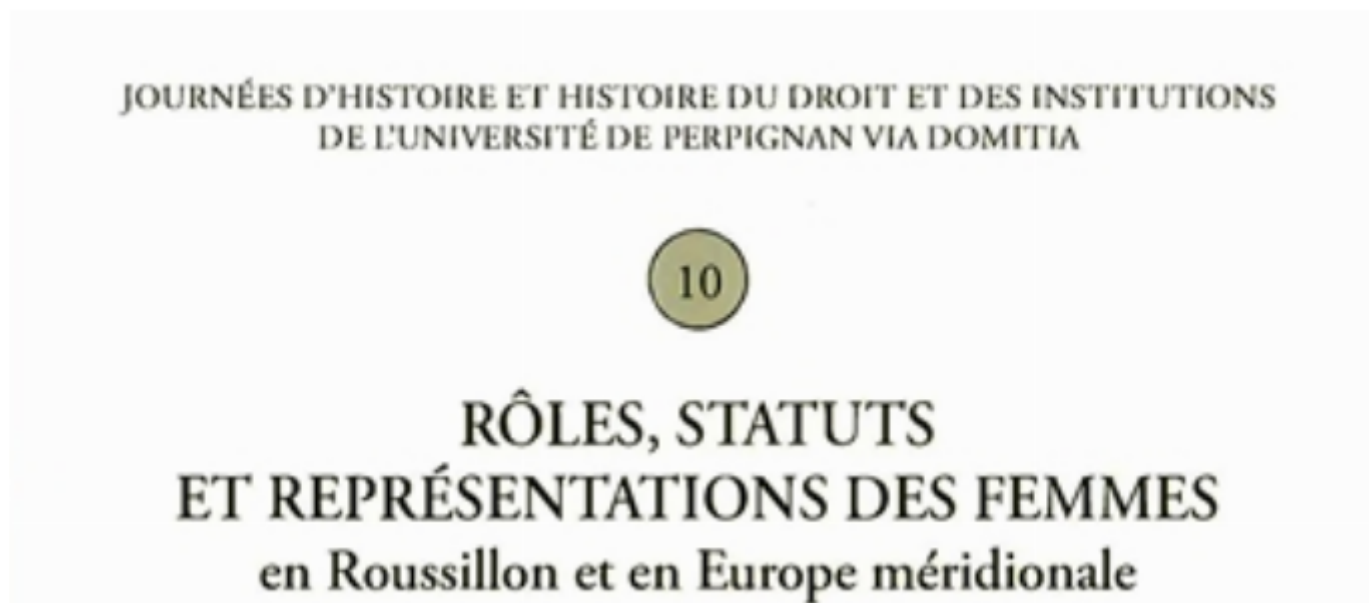 JOURNÉES D'HISTOIRE ET HISTOIRE DU DROIT ET DES INSTITUTIONS
DE L'UNIVERSITÉ DE PERPIGNAN VIA DOMITIA
10
RÔLES, STATUTS
ET REPRÉSENTATIONS DES FEMMES
en Roussillon et en Europe méridionale